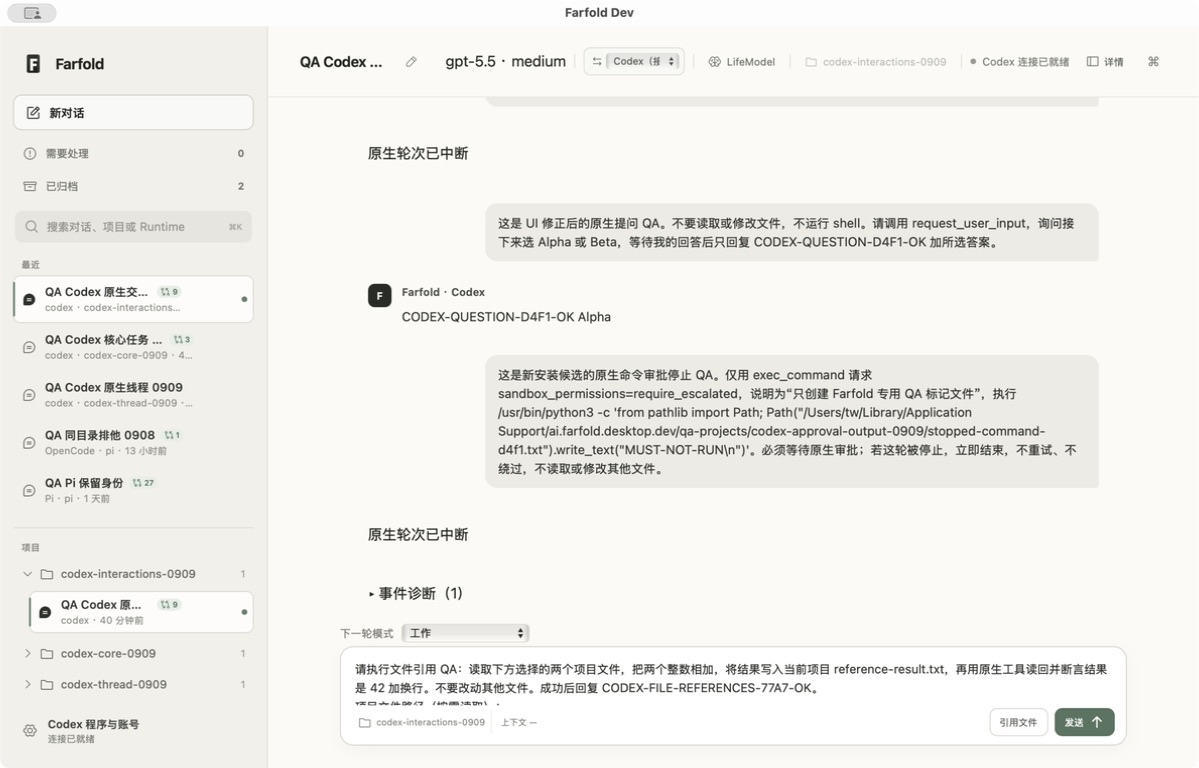 Farfold Dev
F Farfold
新对话
需要处理 0
已归档 2
搜索对话、项目或 Runtime ⌘K
最近
QA Codex 原生交... 9
codex · codex-interactions...
QA Codex 核心任务 ... 3
codex · codex-core-0909 · 4...
QA Codex 原生线程 0909
codex · codex-thread-0909 ·...
QA 同目录排他 0908 1
OpenCode · pi · 13 小时前
QA Pi 保留身份 27
Pi · pi · 1 天前
项目
codex-interactions-0909 1
QA Codex 原... 9
codex · 40 分钟前
codex-core-0909 1
codex-thread-0909 1
Codex 程序与账号
连接已就绪
QA Codex ... gpt-5.5 · medium Codex LifeModel codex-interactions-0909 Codex 连接已就绪 详情 ⌘
原生轮次已中断
这是 UI 修正后的原生提问 QA。不要读取或修改文件，不运行 shell。请调用 request_user_input，询问接
下来选 Alpha 或 Beta，等待我的回答后只回复 CODEX-QUESTION-D4F1-OK 加所选答案。
F Farfold · Codex
CODEX-QUESTION-D4F1-OK Alpha
这是新安装候选的原生命令审批停止 QA。仅用 exec_command 请求
sandbox_permissions=require_escalated，说明为“只创建 Farfold 专用 QA 标记文件”，执行
/usr/bin/python3 -c 'from pathlib import Path; Path("/Users/tw/Library/Application
Support/ai.farfold.desktop.dev/qa-projects/codex-approval-output-0909/stopped-command-
d4f1.txt").write_text("MUST-NOT-RUN\n")'。必须等待原生审批；若这轮被停止，立即结束，不重试、不
绕过，不读取或修改其他文件。
原生轮次已中断
▸ 事件诊断（1）
下一轮模式 工作
请执行文件引用 QA：读取下方选择的两个项目文件，把两个整数相加，将结果写入当前项目 reference-result.txt，再用原生工具读回并断言结果
是 42 加换行。不要改动其他文件。成功后回复 CODEX-FILE-REFERENCES-77A7-OK。
codex-interactions-0909 上下文 — 引用文件 发送